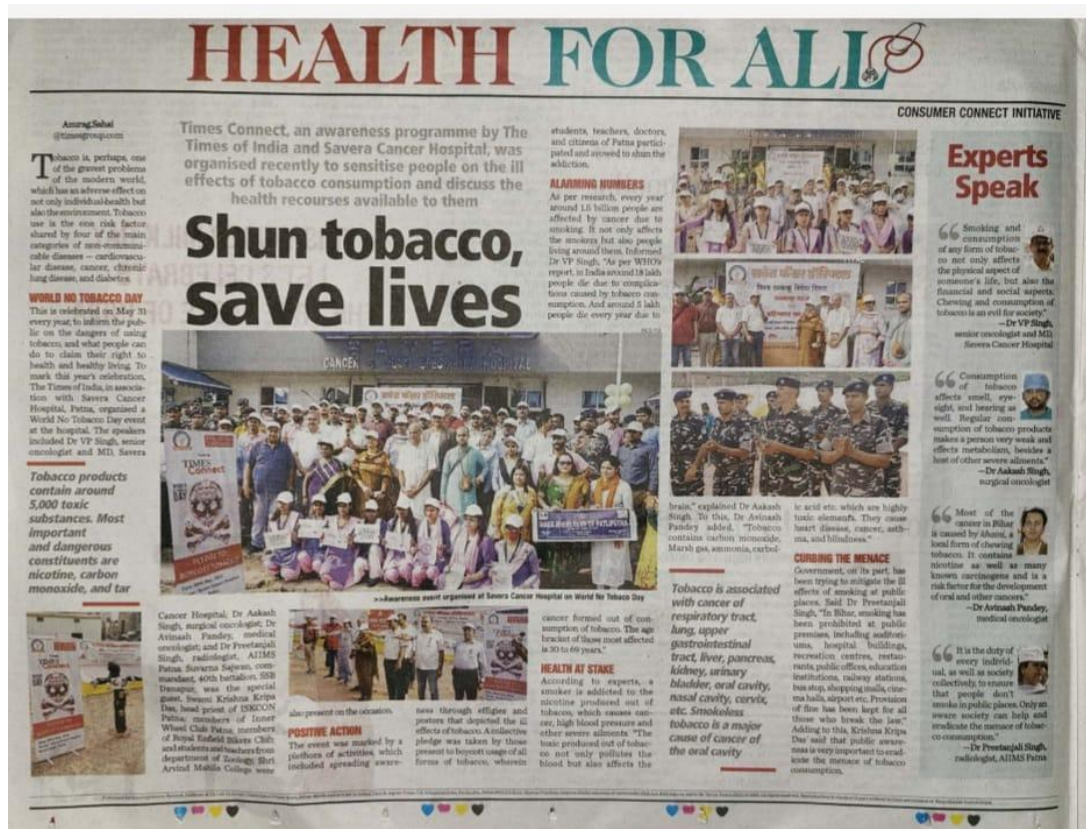 HEALTH FOR ALL
CONSUMER CONNECT INITIATIVE
Anurag.Sahai
@timesgroup.com
Tobacco is, perhaps, one
of the gravest problems
of the modern world,
which has an adverse effect on
not only individual-health but
also the environment. Tobacco
use is the one risk factor
shared by four of the main
categories of non-communi-
cable diseases – cardiovascu-
lar disease, cancer, chronic
lung disease, and diabetes.
WORLD NO TOBACCO DAY
This is celebrated on May 31
every year, to inform the pub-
lic on the dangers of using
tobacco, and what people can
do to claim their right to
health and healthy living. To
mark this year's celebration,
The Times of India, in associa-
tion with Savera Cancer
Hospital, Patna, organised a
World No Tobacco Day event
at the hospital. The speakers
included Dr VP Singh, senior
oncologist and MD, Savera
Tobacco products
contain around
5,000 toxic
substances. Most
important
and dangerous
constituents are
nicotine, carbon
monoxide, and tar
Times Connect, an awareness programme by The
Times of India and Savera Cancer Hospital, was
organised recently to sensitise people on the ill
effects of tobacco consumption and discuss the
health recourses available to them
Shun tobacco,
save lives
CANCER HOSPITAL
TIMES
Connect
>>Awareness event organised at Savera Cancer Hospital on World No Tobaco Day
Cancer Hospital; Dr Aakash
Singh, surgical oncologist; Dr
Avinash Pandey, medical
oncologist; and Dr Preetanjali
Singh, radiologist, AIIMS
Patna. Suvarna Sajwan, com-
mandant, 40th battalion, SSB
Danapur, was the special
guest. Swami Krishna Kripa
Das, head priest of ISKCON
Patna; members of Inner
Wheel Club Patna, members
of Royal Enfield Bikers Club
and students and teachers from
department of Zoology, Shri
Arvind Mahila College were
also present on the occasion.
POSITIVE ACTION
The event was marked by a
plethora of activities, which
included spreading aware-
ness through effigies and
posters that depicted the ill
effects of tobacco. A collective
pledge was taken by those
present to boycott usage of all
forms of tobacco, wherein
students, teachers, doctors,
and citizens of Patna partici-
pated and avowed to shun the
addiction.
ALARMING NUMBERS
As per research, every year
around 1.5 billion people are
affected by cancer due to
smoking. It not only affects
the smokers but also people
living around them. Informed
Dr VP Singh, "As per WHO's
report, in India around 18 lakh
people die due to complica-
tions caused by tobacco con-
sumption. And around 5 lakh
people die every year due to
cancer formed out of con-
sumption of tobacco. The age
bracket of those most affected
is 30 to 69 years."
HEALTH AT STAKE
According to experts, a
smoker is addicted to the
nicotine produced out of
tobacco, which causes can-
cer, high blood pressure and
other severe ailments "The
toxic produced out of tobac-
co not only pollutes the
blood but also affects the
brain," explained Dr Aakash
Singh. To this, Dr Avinash
Pandey added, "Tobacco
contains carbon monoxide,
Marsh gas, ammonia, carbol-
ic acid etc. which are highly
toxic elements. They cause
heart disease, cancer, asth-
ma, and blindness."
Tobacco is associated
with cancer of
respiratory tract,
lung, upper
gastrointestinal
tract, liver, pancreas,
kidney, urinary
bladder, oral cavity,
nasal cavity, cervix,
etc. Smokeless
tobacco is a major
cause of cancer of
the oral cavity
CURBING THE MENACE
Government, on its part, has
been trying to mitigate the ill
effects of smoking at public
places. Said Dr Preetanjali
Singh, "In Bihar, smoking has
been prohibited at public
premises, including auditori-
ums, hospital buildings,
recreation centres, restau-
rants, public offices, education
institutions, railway stations,
bus stop, shopping malls, cine-
ma halls, airport etc. Provision
of fine has been kept for all
those who break the law."
Adding to this, Krishna Kripa
Das said that public aware-
ness is very important to erad-
icate the menace of tobacco
consumption.
Experts
Speak
Smoking and
consumption
of any form of tobac-
co not only affects
the physical aspect of
someone's life, but also the
financial and social aspects.
Chewing and consumption of
tobacco is an evil for society."
—Dr VP Singh,
senior oncologist and MD,
Savera Cancer Hospital
Consumption
of tobacco
affects smell, eye-
sight, and hearing as
well. Regular con-
sumption of tobacco products
makes a person very weak and
effects metabolism, besides a
host of other severe ailments."
—Dr Aakash Singh,
surgical oncologist
Most of the
cancer in Bihar
is caused by khaini, a
local form of chewing
tobacco. It contains
nicotine as well as many
known carcinogens and is a
risk factor for the development
of oral and other cancers."
—Dr Avinash Pandey,
medical oncologist
It is the duty of
every individ-
ual, as well as society
collectively, to ensure
that people don't
smoke in public places. Only an
aware society can help and
eradicate the menace of tobac-
co consumption."
—Dr Preetanjali Singh,
radiologist, AIIMS Patna